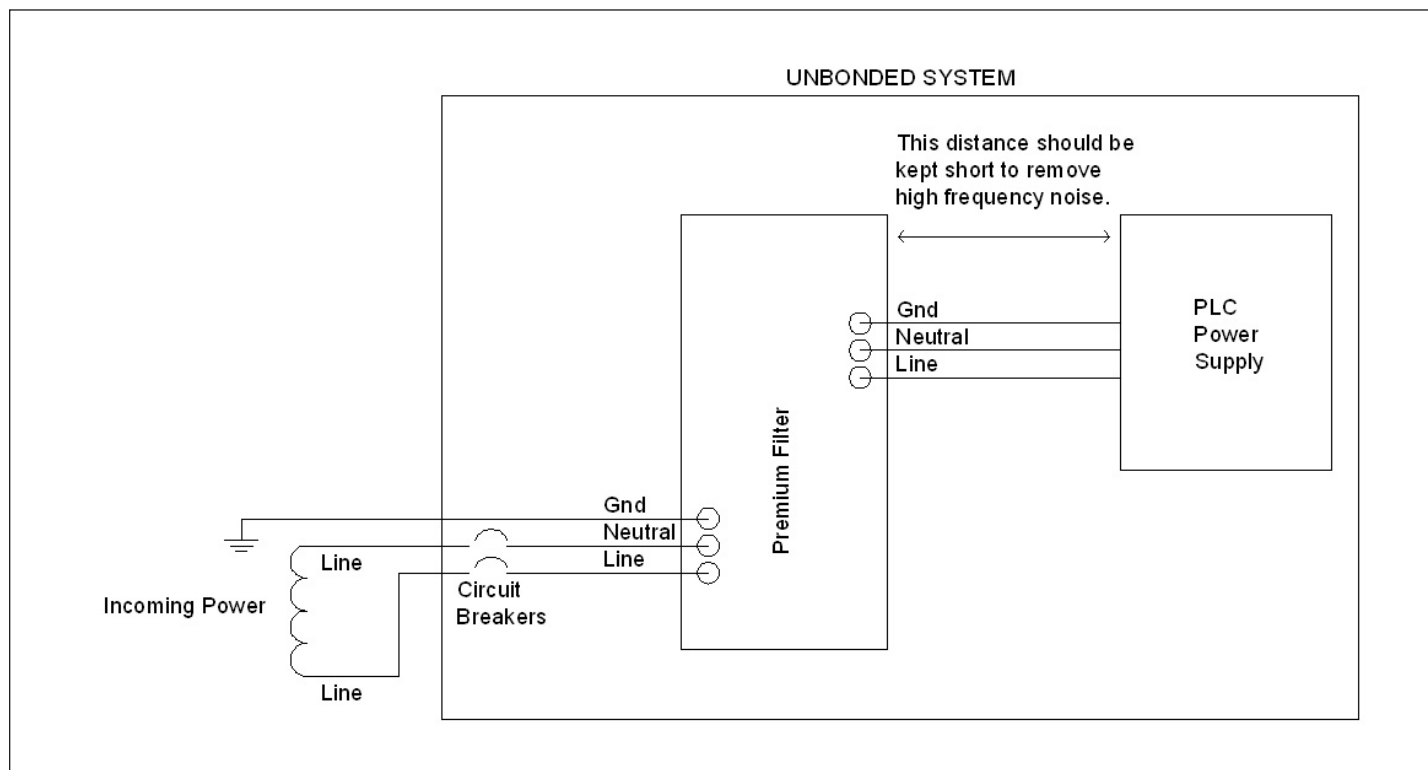 UNBONDED SYSTEM
This distance should be
kept short to remove
high frequency noise.
Gnd
Neutral
Line
PLC
Power
Supply
Premium Filter
Gnd
Neutral
Line
Line
Circuit
Breakers
Incoming Power
Line